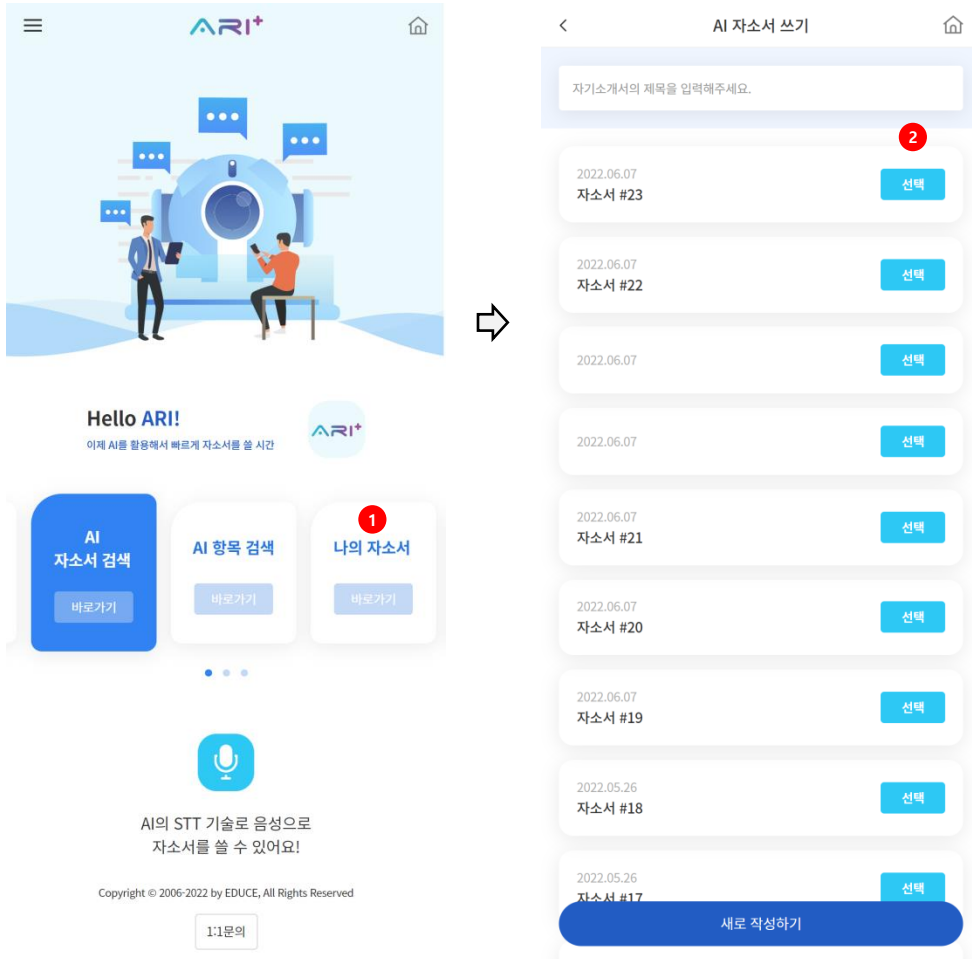 ARI+
Hello ARI!
이제 AI를 활용해서 빠르게 자소서를 쓸 시간
ARI+
AI
자소서 검색
바로가기
AI 항목 검색
바로가기
1
나의 자소서
바로가기
AI의 STT 기술로 음성으로
자소서를 쓸 수 있어요!
Copyright © 2006-2022 by EDUCE, All Rights Reserved
1:1문의
AI 자소서 쓰기
자기소개서의 제목을 입력해주세요.
2
2022.06.07
자소서 #23
선택
2022.06.07
자소서 #22
선택
2022.06.07
선택
2022.06.07
선택
2022.06.07
자소서 #21
선택
2022.06.07
자소서 #20
선택
2022.06.07
자소서 #19
선택
2022.05.26
자소서 #18
선택
2022.05.26
자소서 #17
선택
새로 작성하기